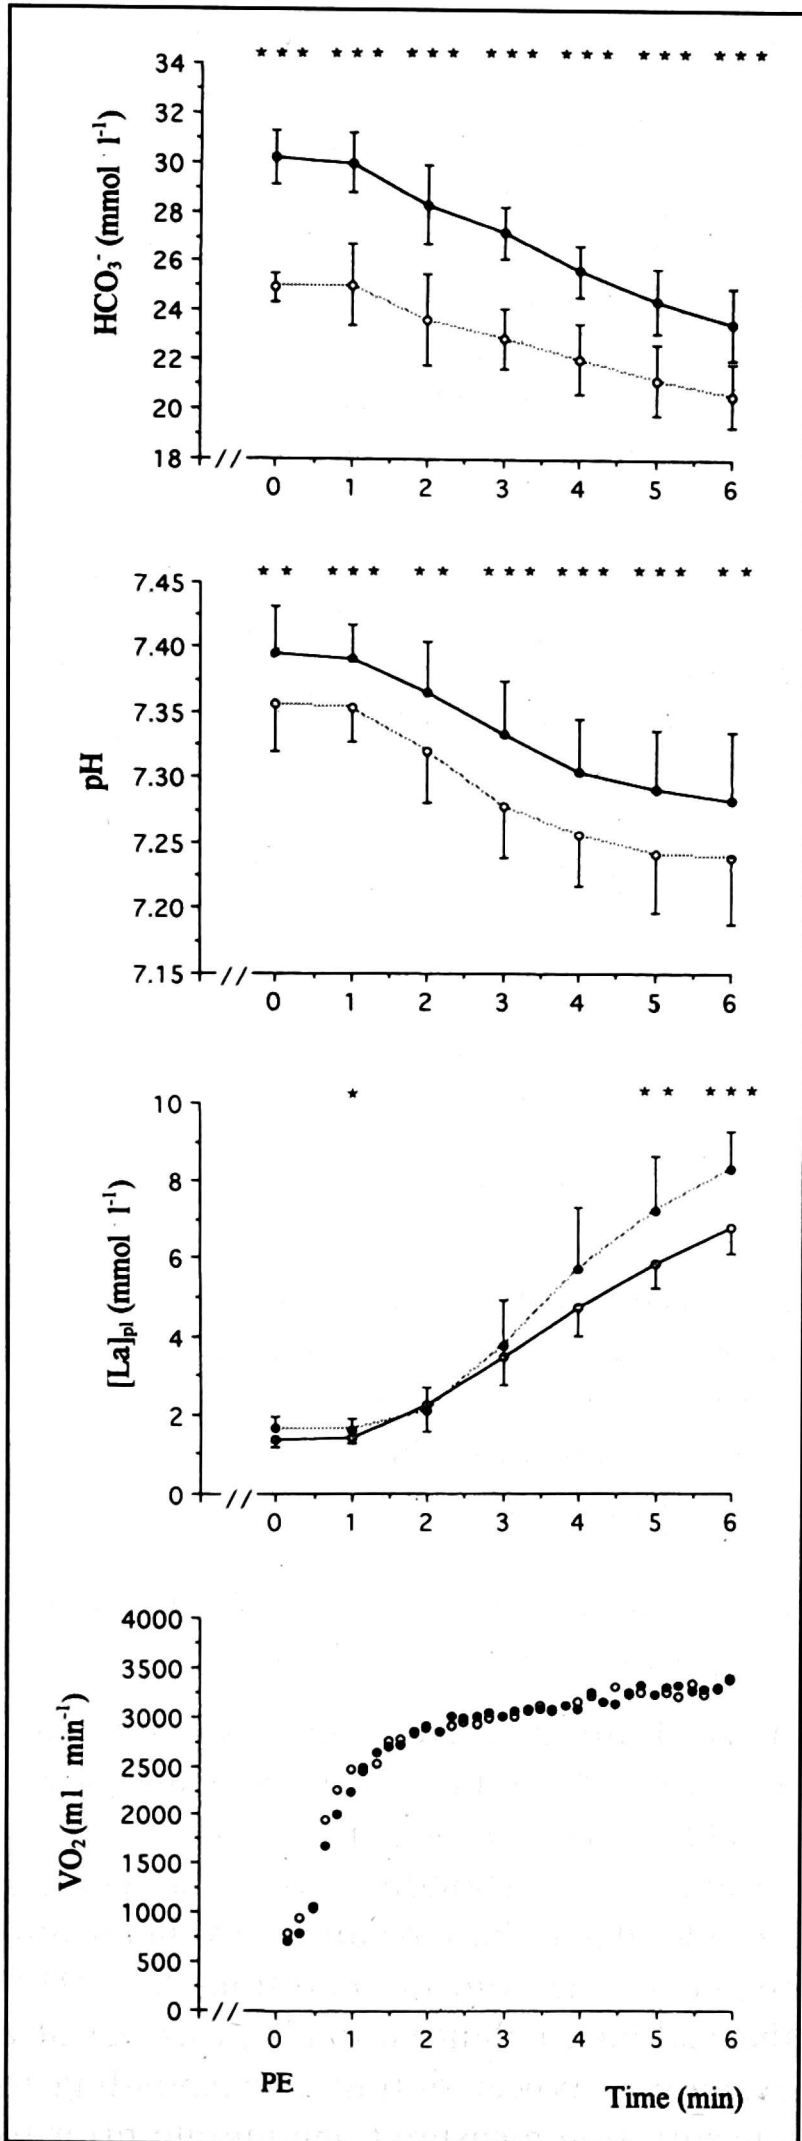 ★ ★ ★ ★ ★ ★ ★ ★ ★ ★ ★ ★ ★ ★ ★ ★ ★ ★ ★ ★ ★
34
32
30
28
26
24
22
20
18
HCO₃⁻ (mmol · l⁻¹)
0 1 2 3 4 5 6
★ ★ ★ ★ ★ ★ ★ ★ ★ ★ ★ ★ ★ ★ ★ ★ ★ ★
7.45
7.40
7.35
7.30
7.25
7.20
7.15
pH
0 1 2 3 4 5 6
★ ★ ★ ★ ★ ★
10
8
6
4
2
0
[La]pl (mmol · l⁻¹)
0 1 2 3 4 5 6
4000
3500
3000
2500
2000
1500
1000
500
0
VO₂ (ml · min⁻¹)
0 1 2 3 4 5 6
PE
Time (min)